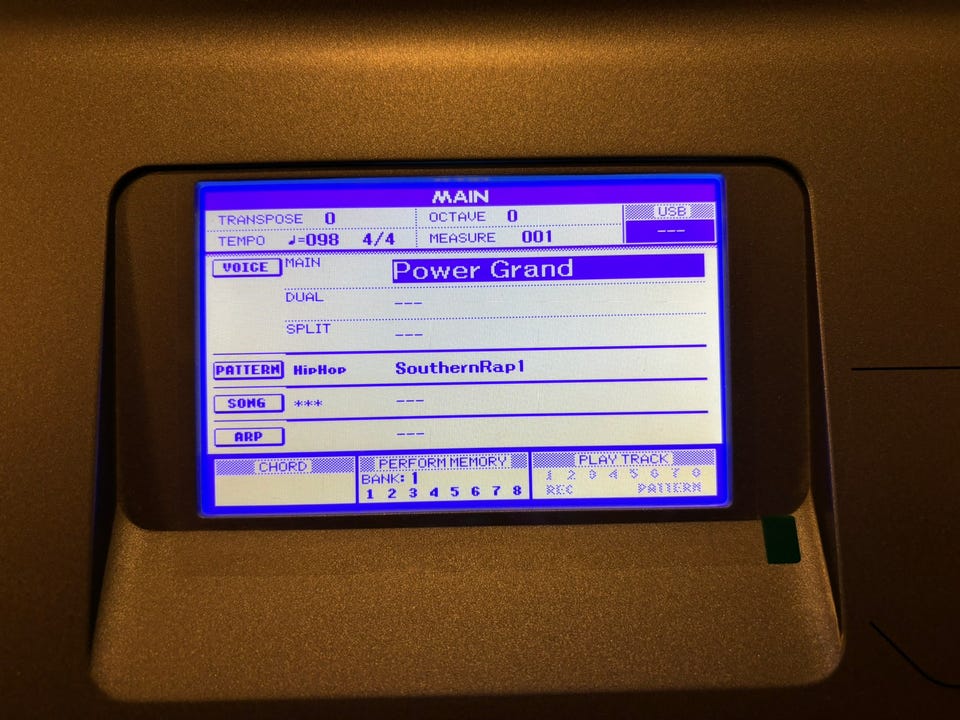 MAIN
TRANSPOSE 0 OCTAVE 0 USB
TEMPO ♩=098 4/4 MEASURE 001 ---
VOICE MAIN Power Grand
DUAL ---
SPLIT ---
PATTERN HipHop SouthernRap1
SONG *** ---
ARP ---
CHORD PERFORM MEMORY PLAY TRACK
BANK: 1 1 2 3 4 5 6 7 8
1 2 3 4 5 6 7 8 REC PATTERN